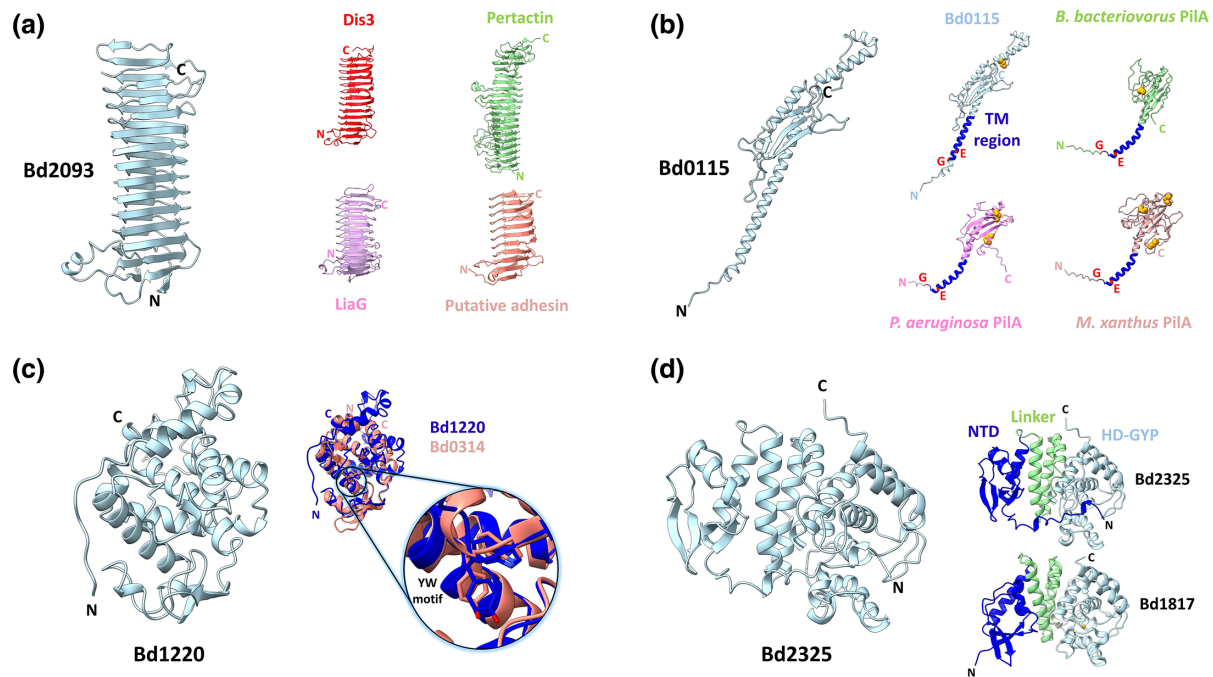 (a)
Dis3
Pertactin
C
C
C
Bd2093
N
N
C
C
N
N
N
LiaG
Putative adhesin
(b)
Bd0115
B. bacteriovorus PilA
C
C
TM
region
Bd0115
G
E
N
C
G
E
N
N
G
E
N
C
G
E
N
C
P. aeruginosa PilA
M. xanthus PilA
(c)
C
N
Bd1220
C
N
C
Bd1220
Bd0314
N
YW
motif
(d)
C
N
Bd2325
Linker
C
NTD
HD-GYP
Bd2325
N
C
Bd1817
N